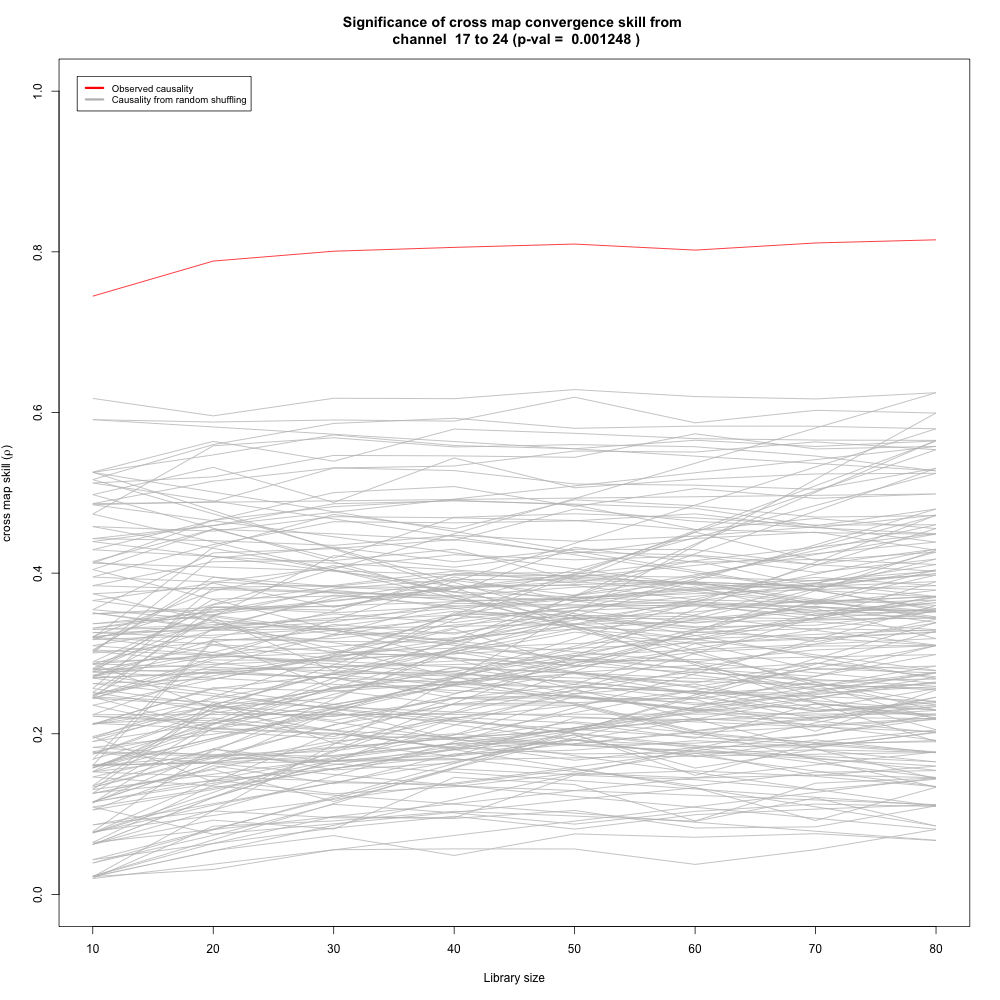 Significance of cross map convergence skill from
channel  17 to 24 (p-val =  0.001248 )
Observed causality
Causality from random shuffling
cross map skill (ρ)
1.0
0.8
0.6
0.4
0.2
0.0
10 20 30 40 50 60 70 80
Library size